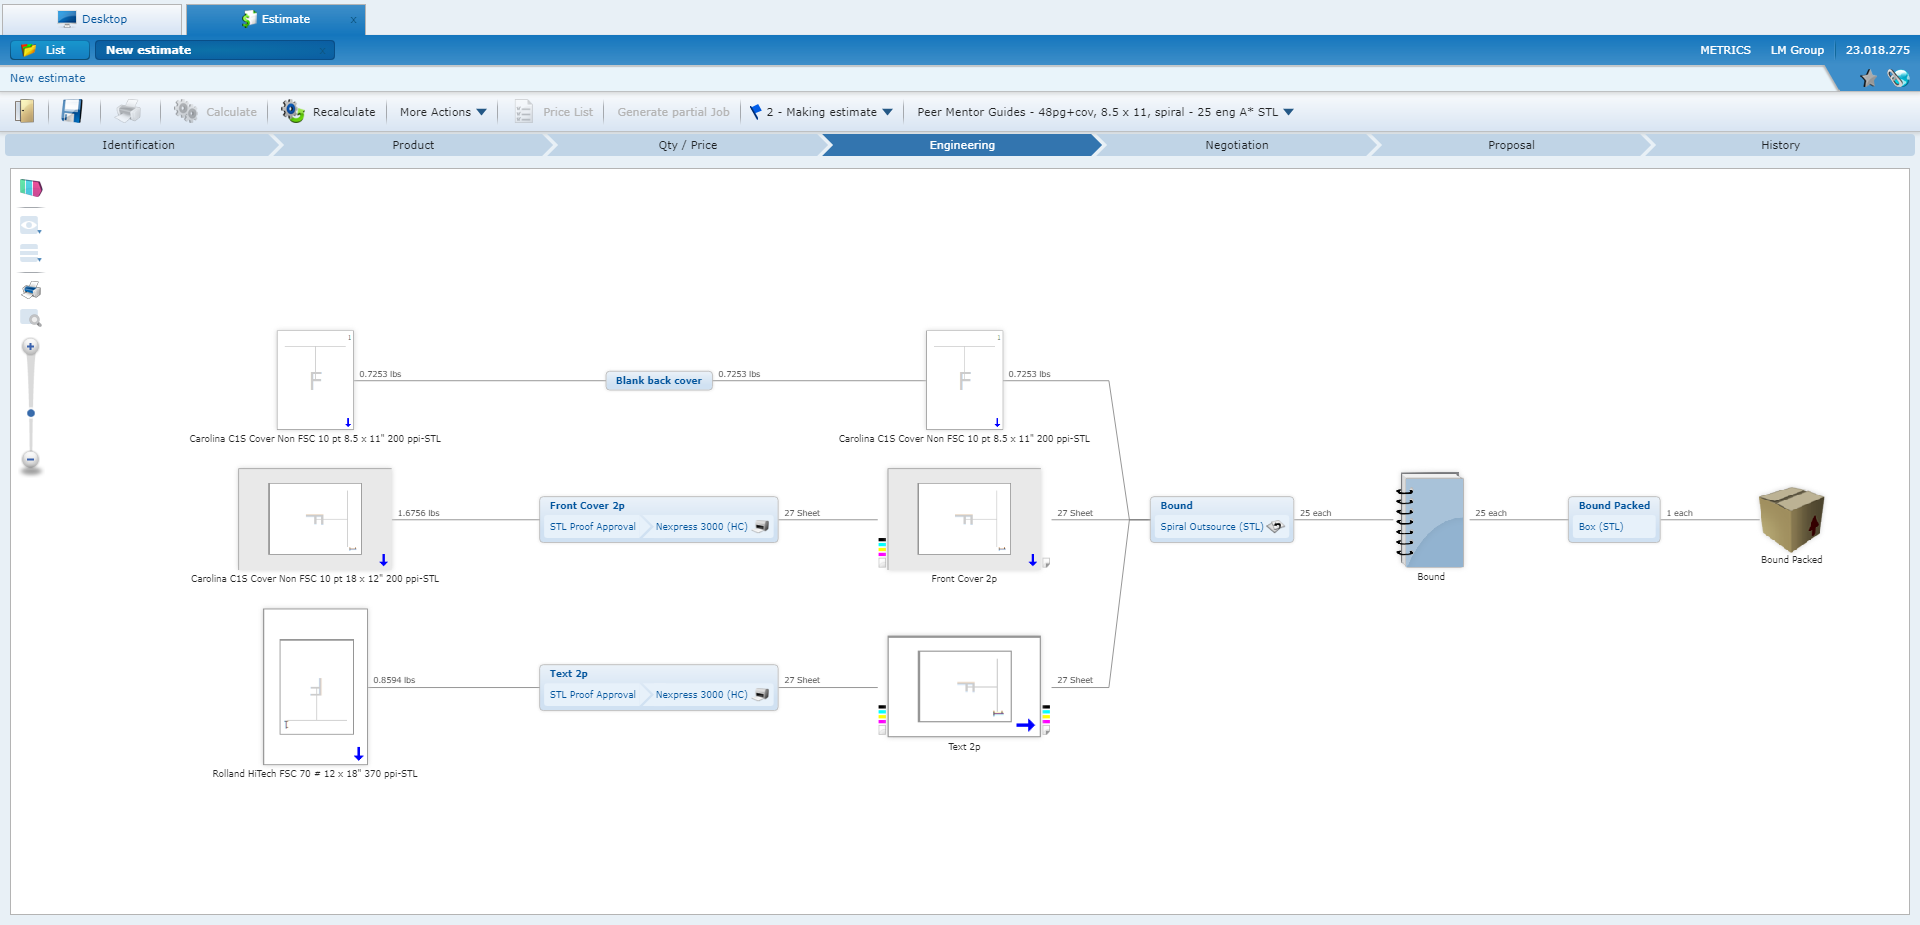 Desktop
Estimate
x
List
New estimate
x
METRICS
LM Group
23.018.275
New estimate
Calculate
Recalculate
More Actions
Price List
Generate partial Job
2 - Making estimate
Peer Mentor Guides - 48pg+cov, 8.5 x 11, spiral - 25 eng A* STL
Identification
Product
Qty / Price
Engineering
Negotiation
Proposal
History
1
F
0.7253 lbs
Blank back cover
0.7253 lbs
1
F
0.7253 lbs
Carolina C1S Cover Non FSC 10 pt 8.5 x 11" 200 ppi-STL
Carolina C1S Cover Non FSC 10 pt 8.5 x 11" 200 ppi-STL
F
1
1.6756 lbs
Front Cover 2p
STL Proof Approval
Nexpress 3000 (HC)
27 Sheet
F
1
27 Sheet
Bound
Spiral Outsource (STL)
25 each
25 each
Bound Packed
Box (STL)
1 each
Bound Packed
Bound
Carolina C1S Cover Non FSC 10 pt 18 x 12" 200 ppi-STL
Front Cover 2p
F
1
0.8594 lbs
Text 2p
STL Proof Approval
Nexpress 3000 (HC)
27 Sheet
F
1
27 Sheet
Text 2p
Rolland HiTech FSC 70 # 12 x 18" 370 ppi-STL